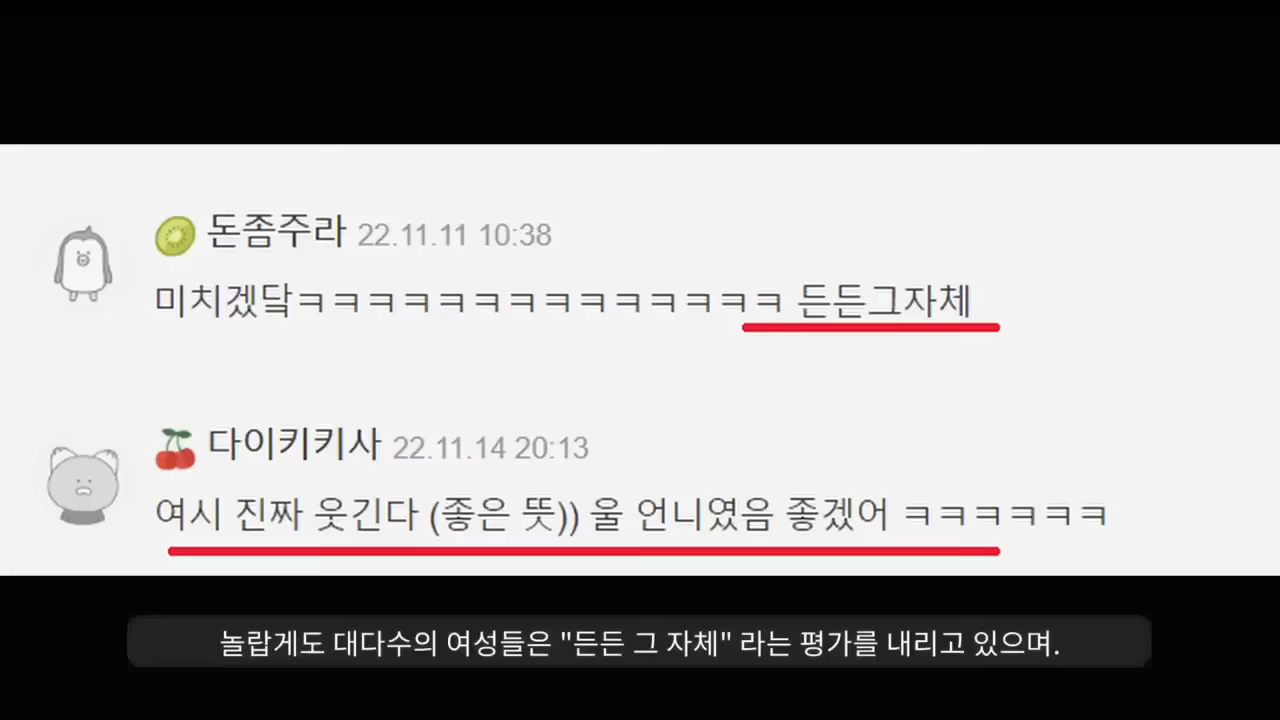 돈좀주라 22.11.11 10:38
미치겠닼ㅋㅋㅋㅋㅋㅋㅋㅋㅋㅋㅋㅋㅋㅋ 든든그자체
다이키키사 22.11.14 20:13
여시 진짜 웃긴다 (좋은 뜻)) 울 언니였음 좋겠어 ㅋㅋㅋㅋㅋㅋ
놀랍게도 대다수의 여성들은 "든든 그 자체" 라는 평가를 내리고 있으며.